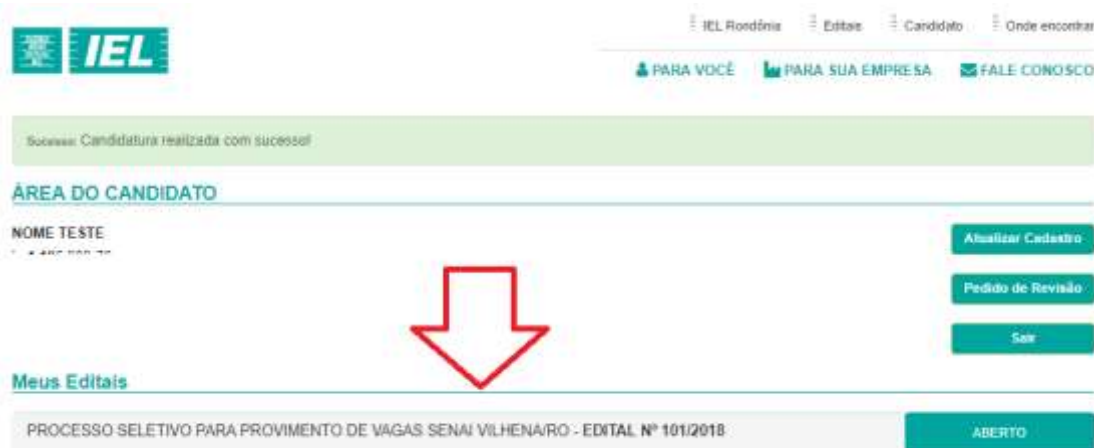 IEL Rondônia Editais Candidato Onde encontrar
IEL
PARA VOCÊ PARA SUA EMPRESA FALE CONOSCO
Sucesso: Candidatura realizada com sucesso!
ÁREA DO CANDIDATO
NOME TESTE
Atualizar Cadastro
Pedido de Revisão
Sair
Meus Editais
PROCESSO SELETIVO PARA PROVIMENTO DE VAGAS SENAI VILHENA/RO - EDITAL Nº 101/2018
ABERTO